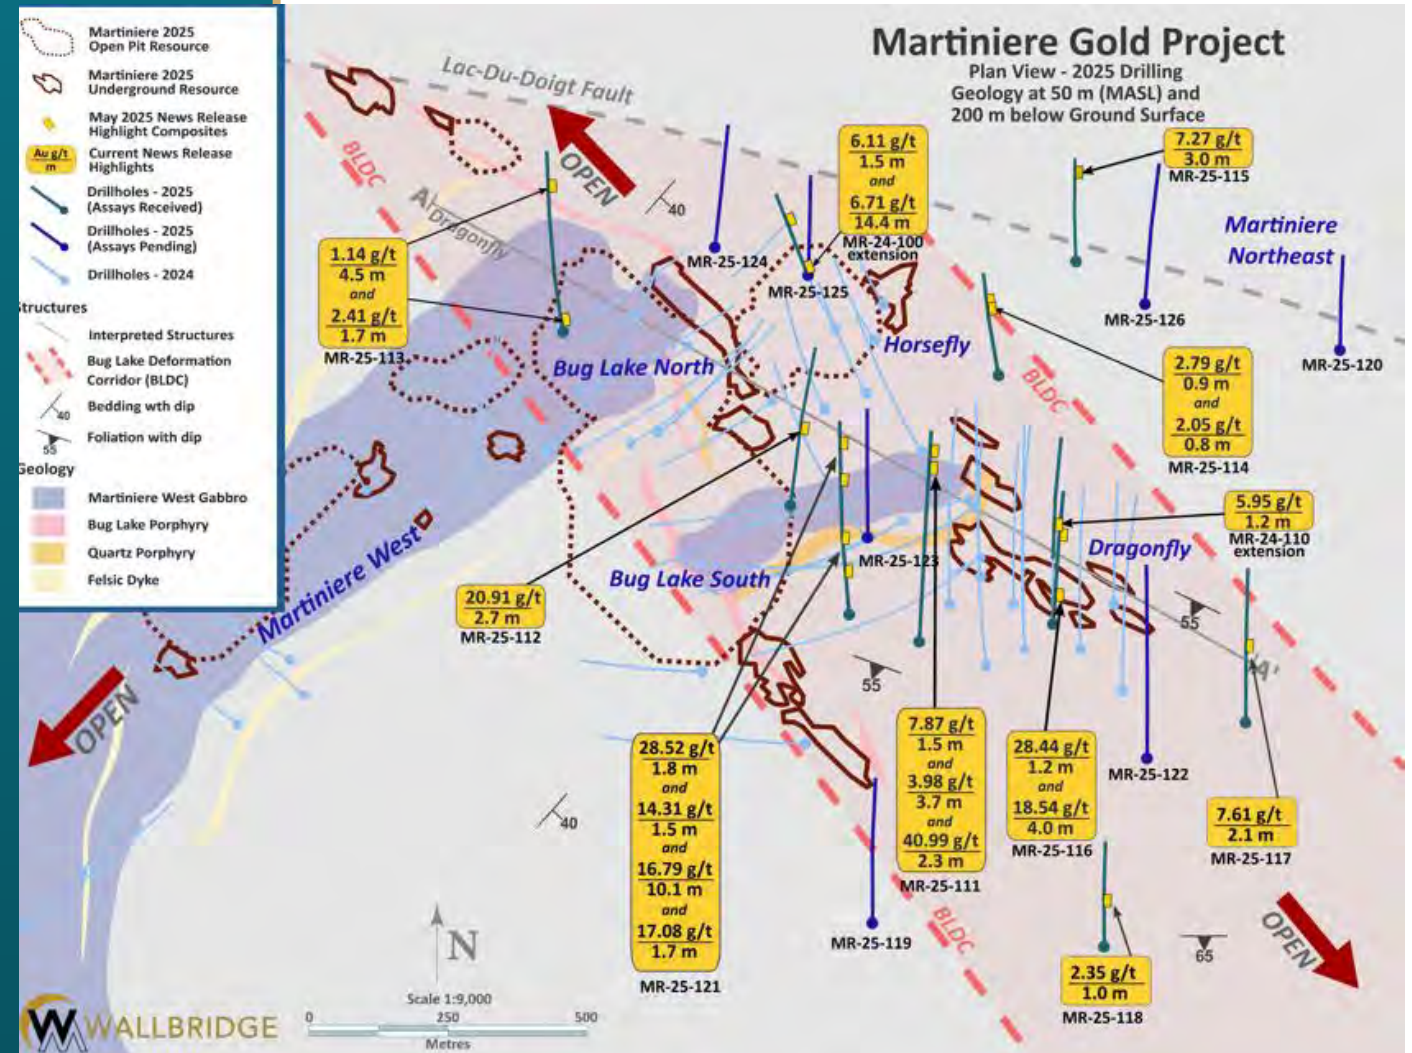 Martiniere Gold Project
Plan View - 2025 Drilling
Geology at 50 m (MASL) and
200 m below Ground Surface
Martiniere 2025
Open Pit Resource
Martiniere 2025
Underground Resource
May 2025 News Release
Highlight Composites
Au g/t
m
Current News Release
Highlights
Drillholes - 2025
(Assays Received)
Drillholes - 2025
(Assays Pending)
Drillholes - 2024
Structures
Interpreted Structures
Bug Lake Deformation
Corridor (BLDC)
40
Bedding wth dip
55
Foliation with dip
Geology
Martiniere West Gabbro
Bug Lake Porphyry
Quartz Porphyry
Felsic Dyke
Lac-Du-Doigt Fault
BLDC
OPEN
A
Dragonfly
40
6.11 g/t
1.5 m
and
6.71 g/t
14.4 m
MR-24-100
extension
7.27 g/t
3.0 m
MR-25-115
Martiniere
Northeast
1.14 g/t
4.5 m
and
2.41 g/t
1.7 m
MR-25-113
MR-25-124
MR-25-125
MR-25-126
MR-25-120
Horsefly
Bug Lake North
BLDC
2.79 g/t
0.9 m
and
2.05 g/t
0.8 m
MR-25-114
5.95 g/t
1.2 m
MR-24-110
extension
Martiniere West
Dragonfly
MR-25-123
Bug Lake South
20.91 g/t
2.7 m
MR-25-112
55
55
A'
OPEN
28.52 g/t
1.8 m
and
14.31 g/t
1.5 m
and
16.79 g/t
10.1 m
and
17.08 g/t
1.7 m
MR-25-121
7.87 g/t
1.5 m
and
3.98 g/t
3.7 m
and
40.99 g/t
2.3 m
MR-25-111
28.44 g/t
1.2 m
and
18.54 g/t
4.0 m
MR-25-116
MR-25-122
7.61 g/t
2.1 m
MR-25-117
40
MR-25-119
BLDC
65
OPEN
2.35 g/t
1.0 m
MR-25-118
N
Scale 1:9,000
0
250
500
Metres
WALLBRIDGE